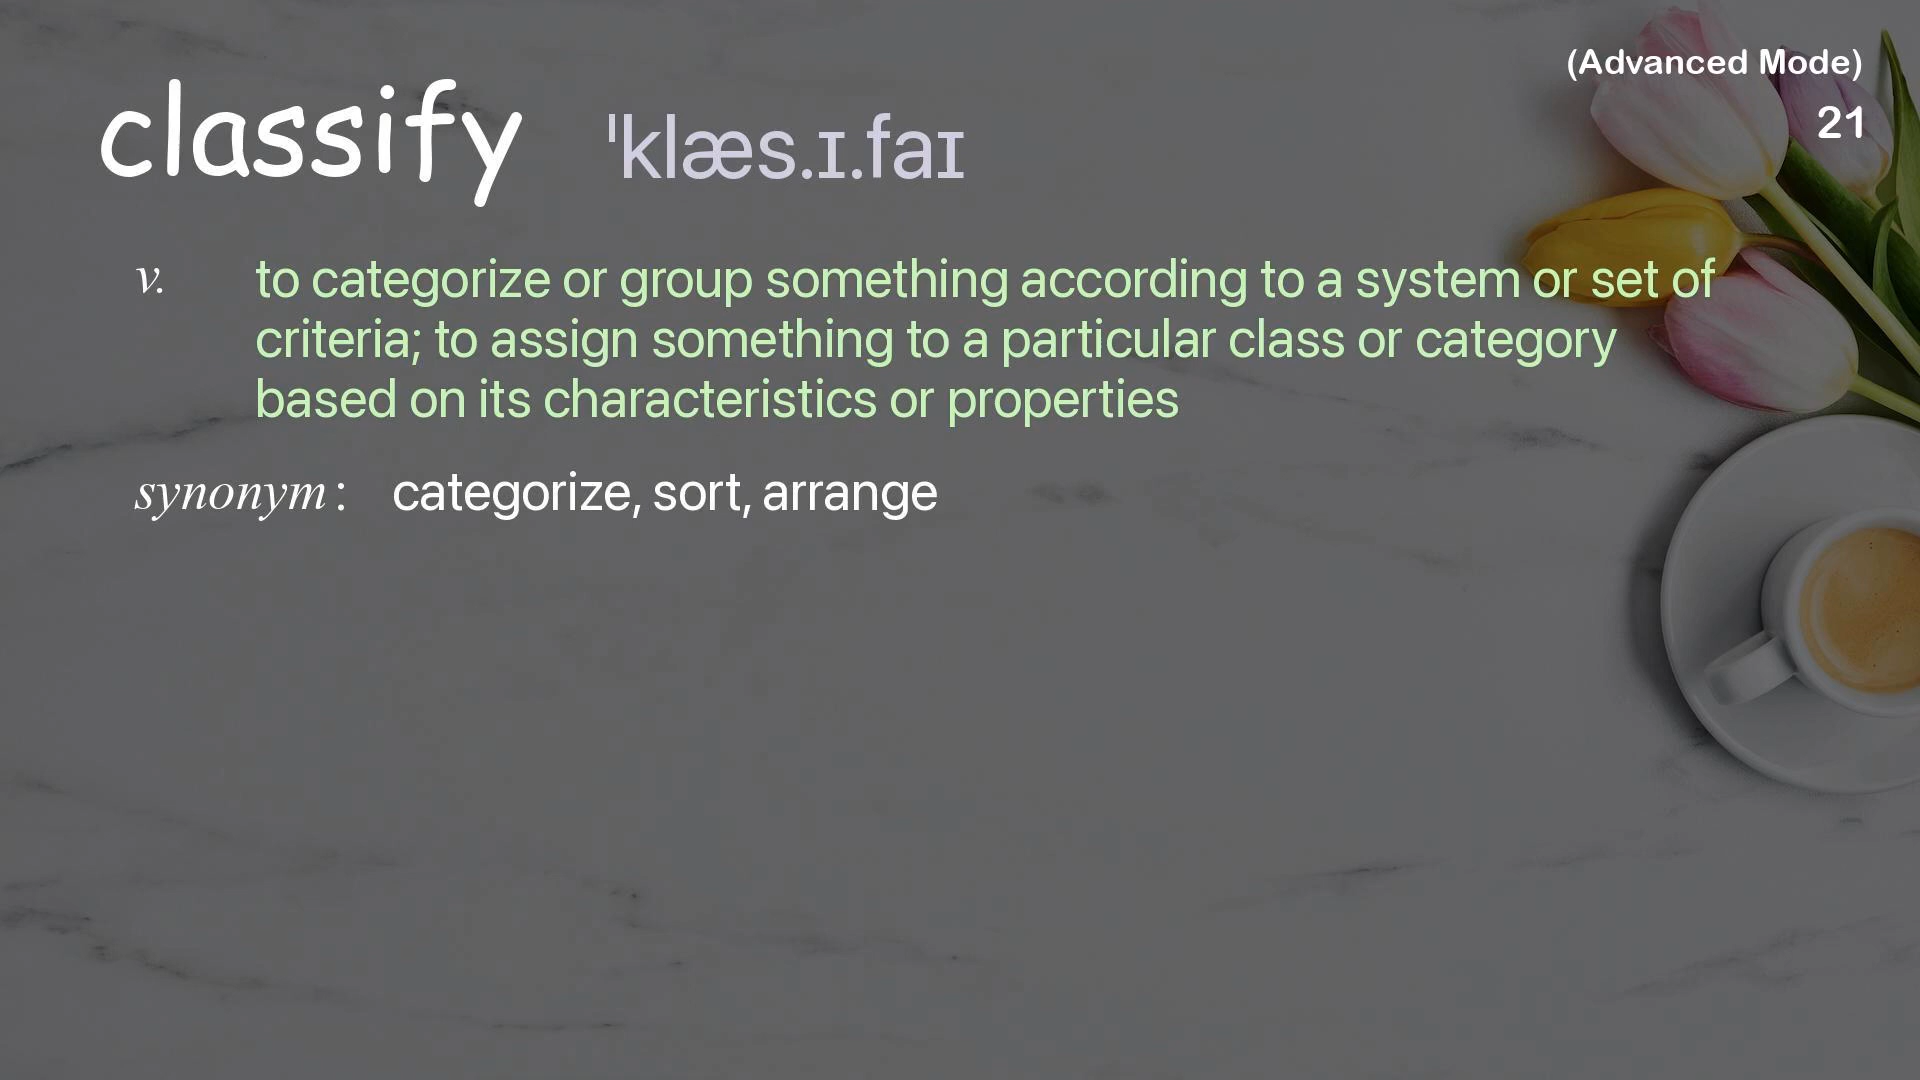 (Advanced Mode)
21
classify ˈklæs.ɪ.faɪ
v. to categorize or group something according to a system or set of
criteria; to assign something to a particular class or category
based on its characteristics or properties
synonym : categorize, sort, arrange